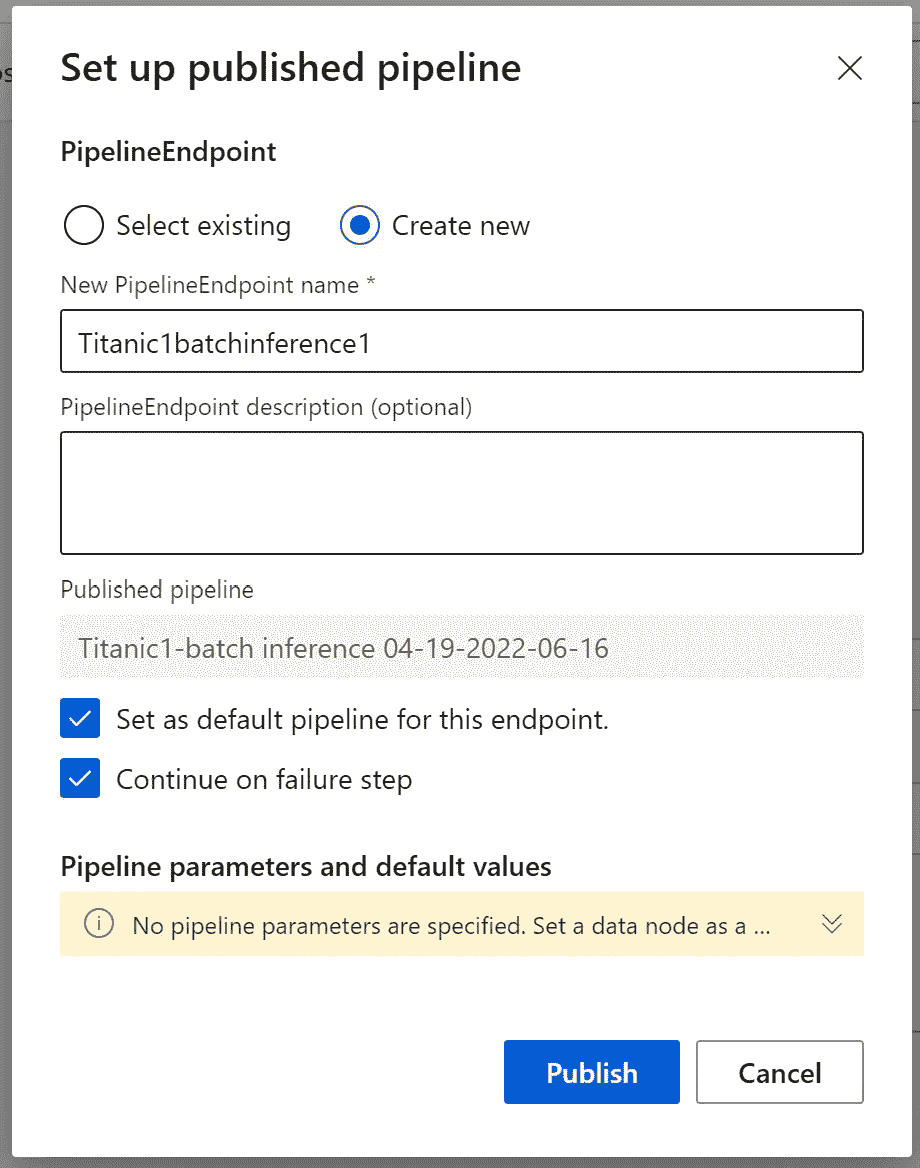 Set up published pipeline
PipelineEndpoint
Select existing
Create new
New PipelineEndpoint name *
Titanic1batchinference1
PipelineEndpoint description (optional)
Published pipeline
Titanic1-batch inference 04-19-2022-06-16
Set as default pipeline for this endpoint.
Continue on failure step
Pipeline parameters and default values
No pipeline parameters are specified. Set a data node as a ...
Publish
Cancel